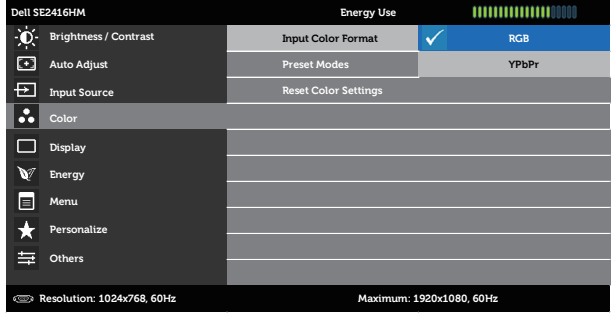 Dell SE2416HM Energy Use
Brightness / Contrast Input Color Format RGB
Auto Adjust Preset Modes YPbPr
Input Source Reset Color Settings
Color
Display
Energy
Menu
Personalize
Others
Resolution: 1024x768, 60Hz Maximum: 1920x1080, 60Hz